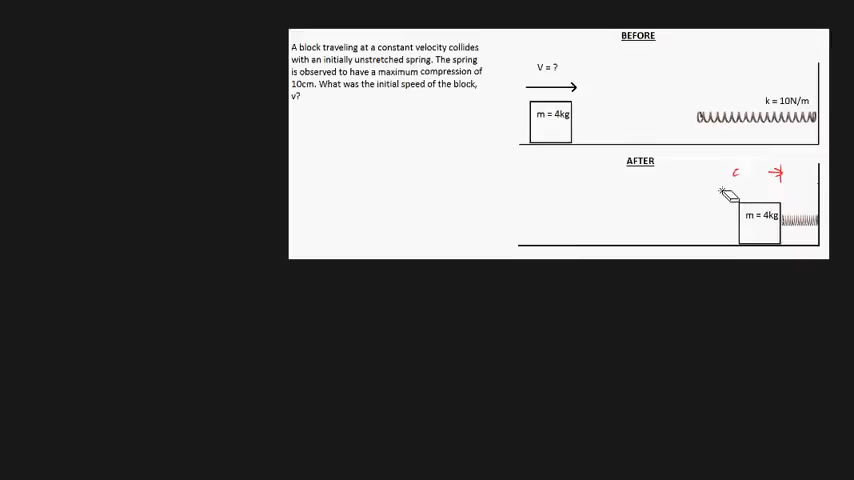 A block traveling at a constant velocity collides
with an initially unstretched spring. The spring
is observed to have a maximum compression of
10cm. What was the initial speed of the block,
v?
BEFORE
V = ?
m = 4kg
k = 10N/m
AFTER
m = 4kg